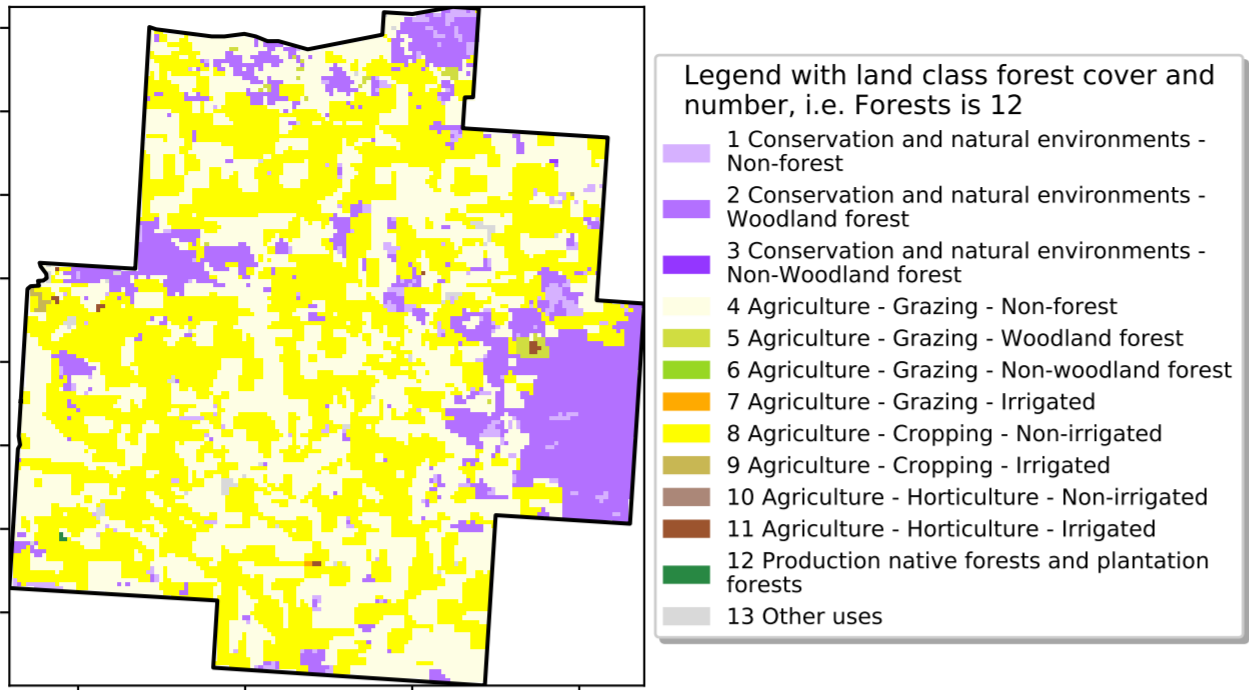 Legend with land class forest cover and
number, i.e. Forests is 12
1 Conservation and natural environments -
Non-forest
2 Conservation and natural environments -
Woodland forest
3 Conservation and natural environments -
Non-Woodland forest
4 Agriculture - Grazing - Non-forest
5 Agriculture - Grazing - Woodland forest
6 Agriculture - Grazing - Non-woodland forest
7 Agriculture - Grazing - Irrigated
8 Agriculture - Cropping - Non-irrigated
9 Agriculture - Cropping - Irrigated
10 Agriculture - Horticulture - Non-irrigated
11 Agriculture - Horticulture - Irrigated
12 Production native forests and plantation
forests
13 Other uses